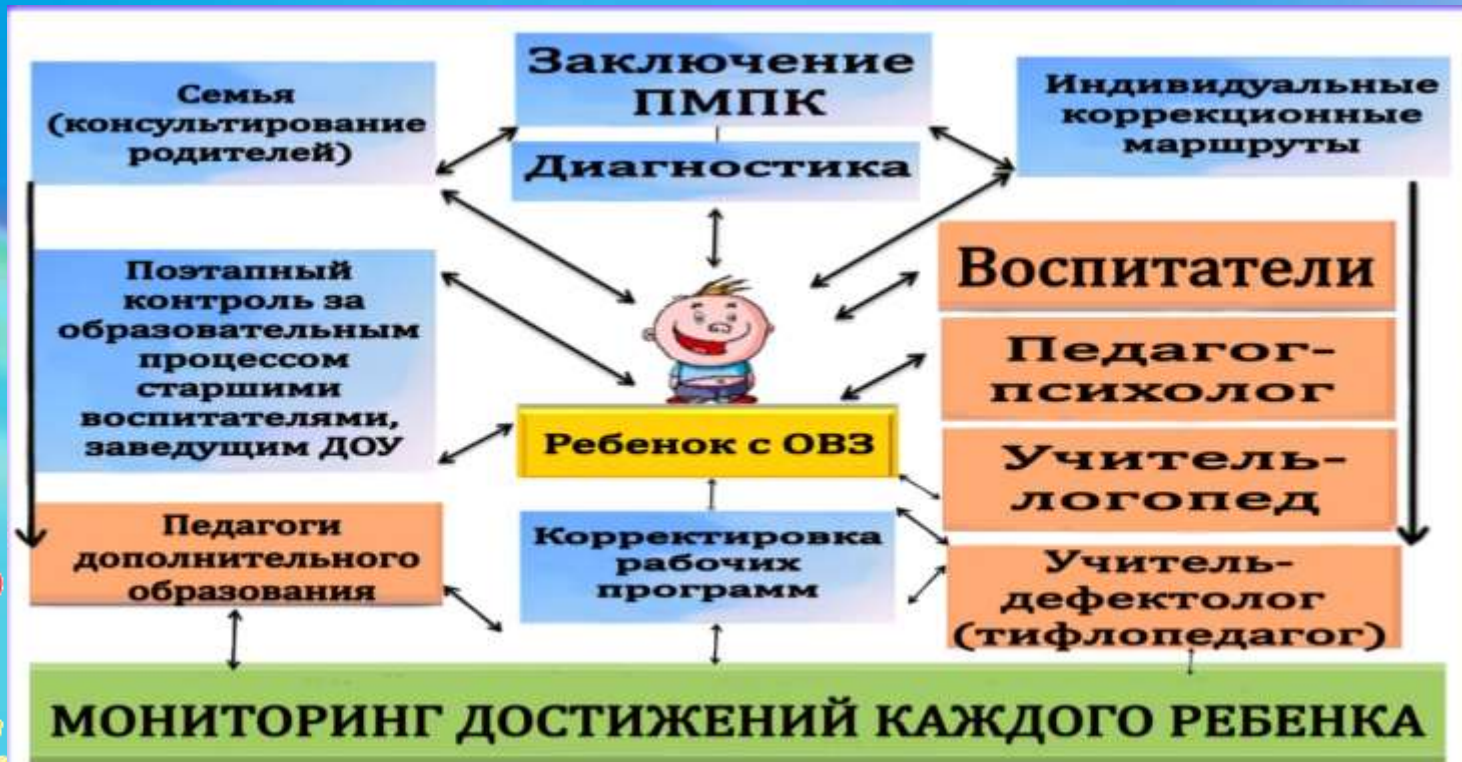 Заключение
ПМПК
Диагностика
Семья
(консультирование
родителей)
Индивидуальные
коррекционные
маршруты
Поэтапный
контроль за
образовательным
процессом
старшими
воспитателями,
заведущим ДОУ
Воспитатели
Педагог-
психолог
Ребенок с ОВЗ
Учитель-
логопед
Педагоги
дополнительного
образования
Корректировка
рабочих
программ
Учитель-
дефектолог
(тифлопедагог)
МОНИТОРИНГ ДОСТИЖЕНИЙ КАЖДОГО РЕБЕНКА